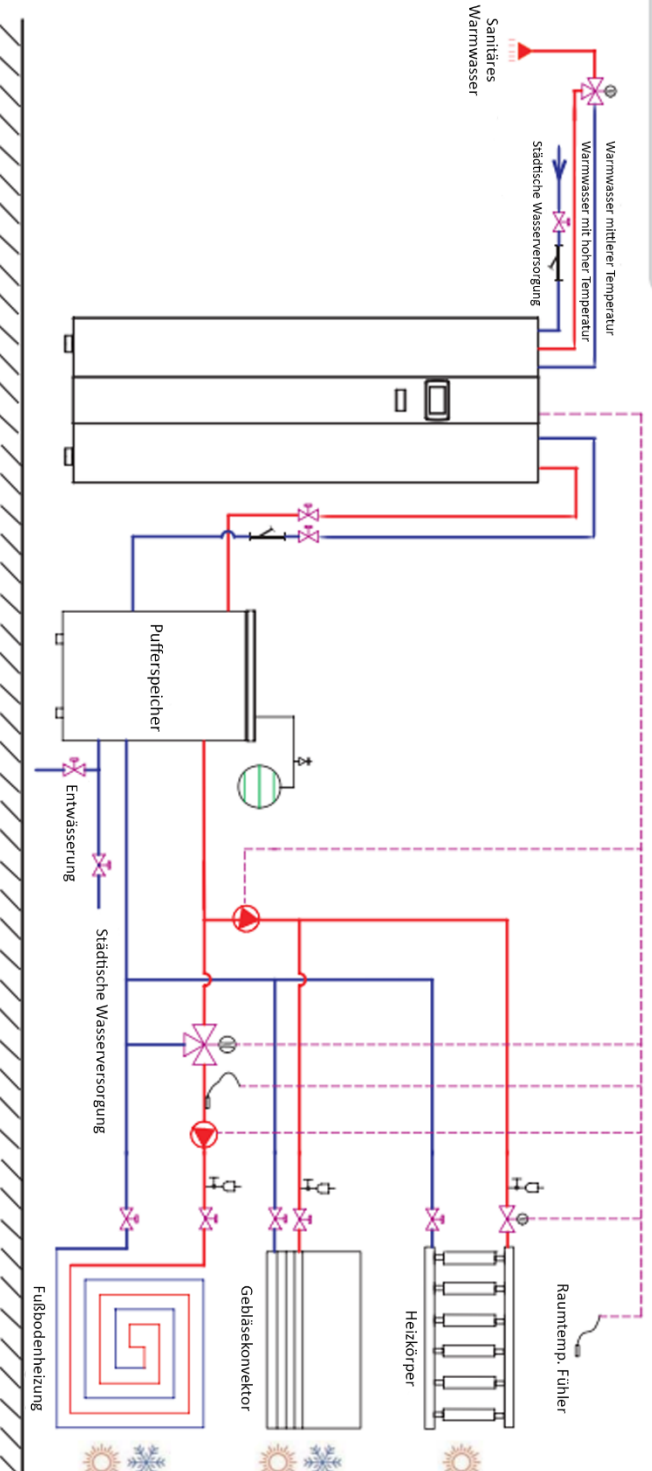 Sanitäres
Warmwasser
Warmwasser mittlerer Temperatur
Warmwasser mit hoher Temperatur
Städtische Wasserversorgung
Pufferspeicher
Entwässerung
Städtische Wasserversorgung
Raumtemp. Fühler
Heizkörper
Gebläsekonvektor
Fußbodenheizung